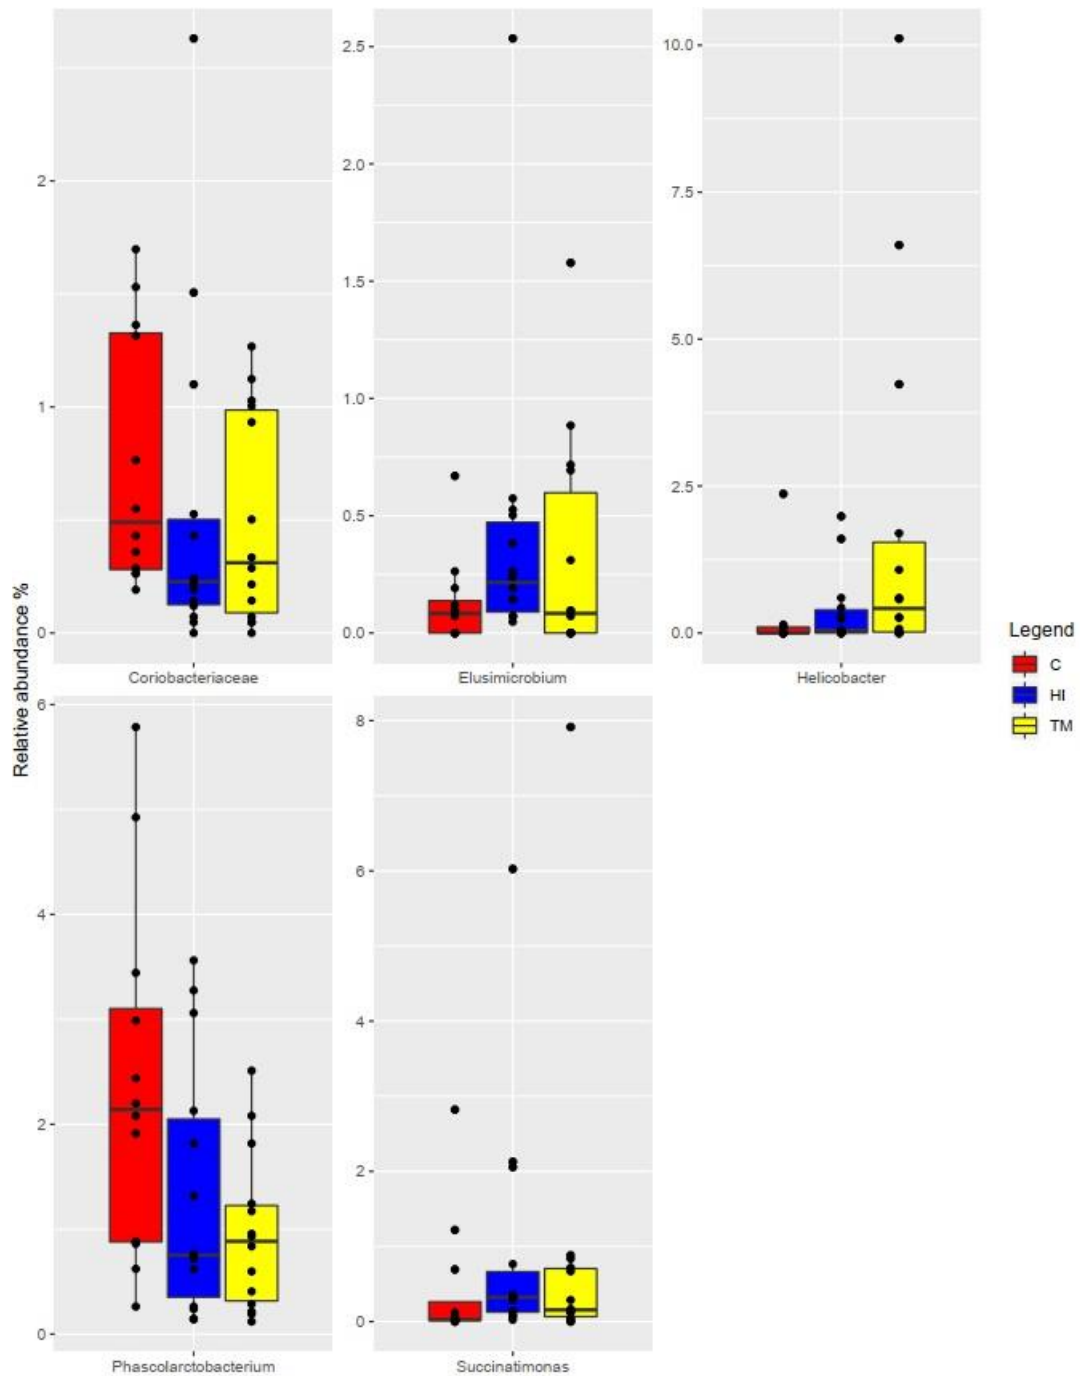 Relative abundance %
2
1
0
Coriobacteriaceae
2.5
2.0
1.5
1.0
0.5
0.0
Elusimicrobium
10.0
7.5
5.0
2.5
0.0
Helicobacter
6
4
2
0
Phascolarctobacterium
8
6
4
2
0
Succinatimonas
Legend
C
HI
TM